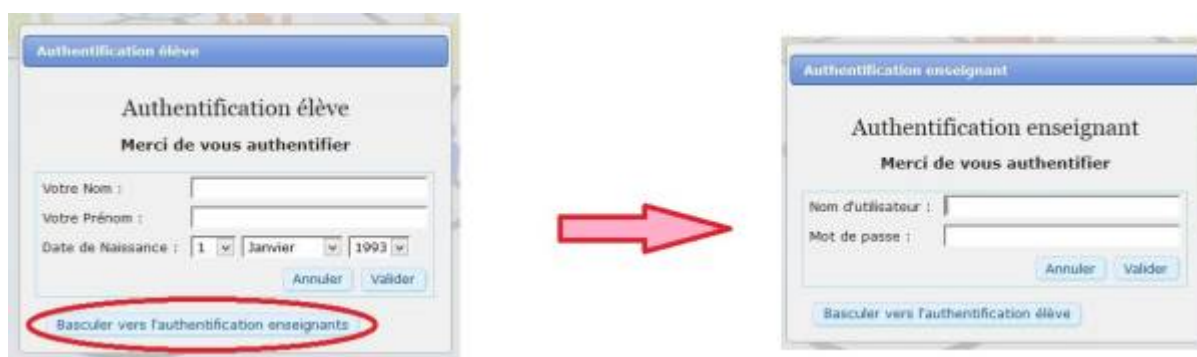 Authentification élève
Authentification élève
Merci de vous authentifier
Votre Nom :
Votre Prénom :
Date de Naissance : 1 Janvier 1993
Annuler Valider
Basculer vers l'authentification enseignants
Authentification enseignant
Authentification enseignant
Merci de vous authentifier
Nom d'utilisateur :
Mot de passe :
Annuler Valider
Basculer vers l'authentification élève